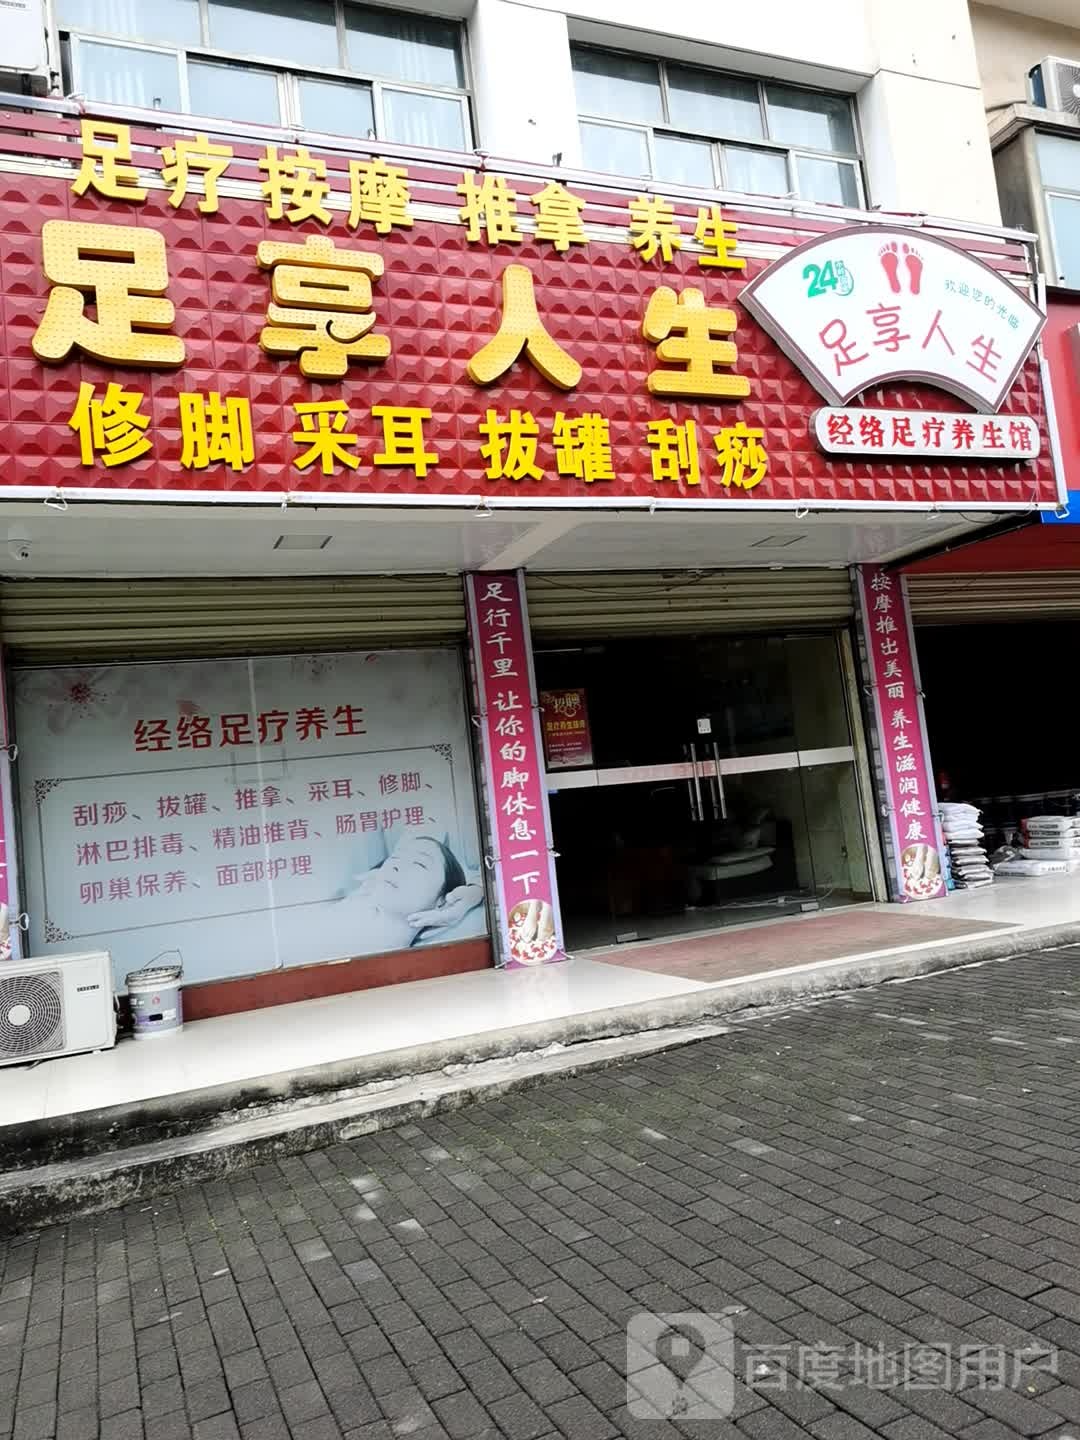 足疗 按摩 推拿 养生
足享人生
修脚 采耳 拔罐 刮痧
24
欢迎您的光临
足享人生
经络足疗养生馆
足行千里 让你的脚休息一下
按摩推出美丽 养生滋润健康
招聘
经络足疗养生
刮痧、拔罐、推拿、采耳、修脚、
淋巴排毒、精油推背、肠胃护理、
卵巢保养、面部护理
百度地图用户